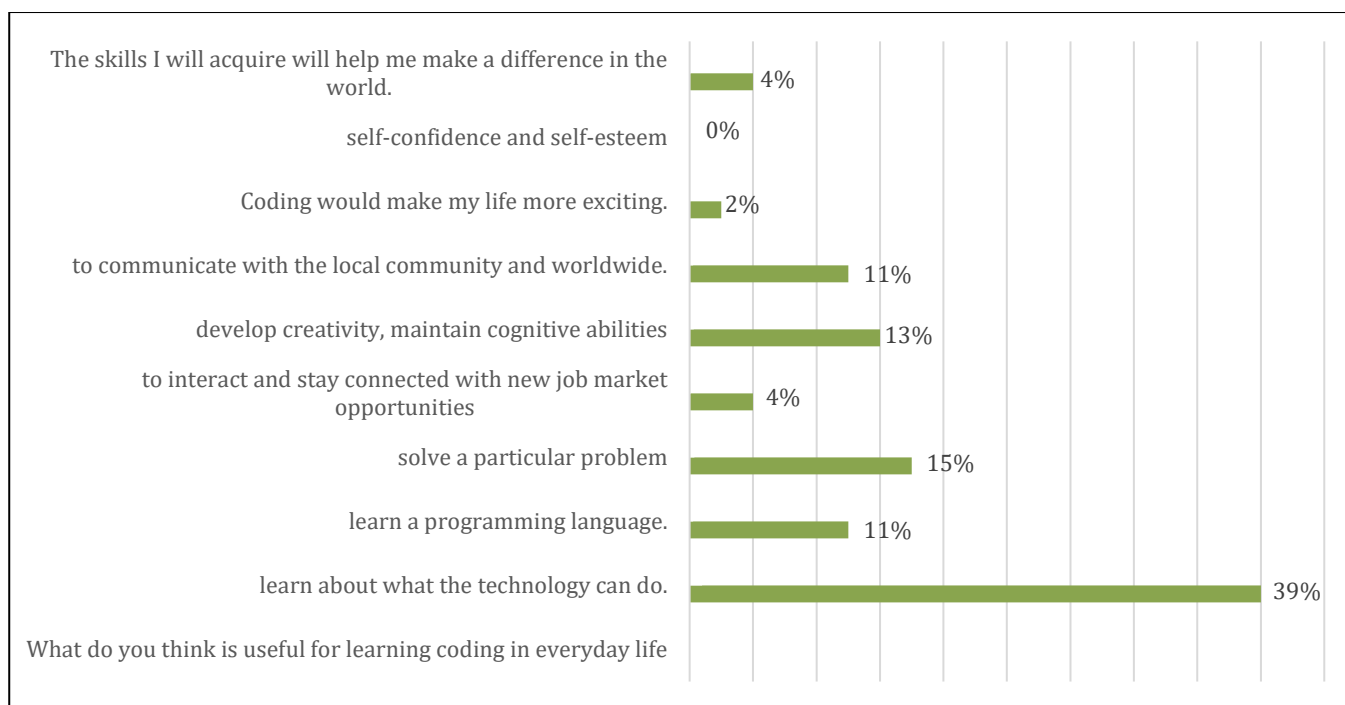 The skills I will acquire will help me make a difference in the
world.
4%
self-confidence and self-esteem
0%
Coding would make my life more exciting.
2%
to communicate with the local community and worldwide.
11%
develop creativity, maintain cognitive abilities
13%
to interact and stay connected with new job market
opportunities
4%
solve a particular problem
15%
learn a programming language.
11%
learn about what the technology can do.
39%
What do you think is useful for learning coding in everyday life